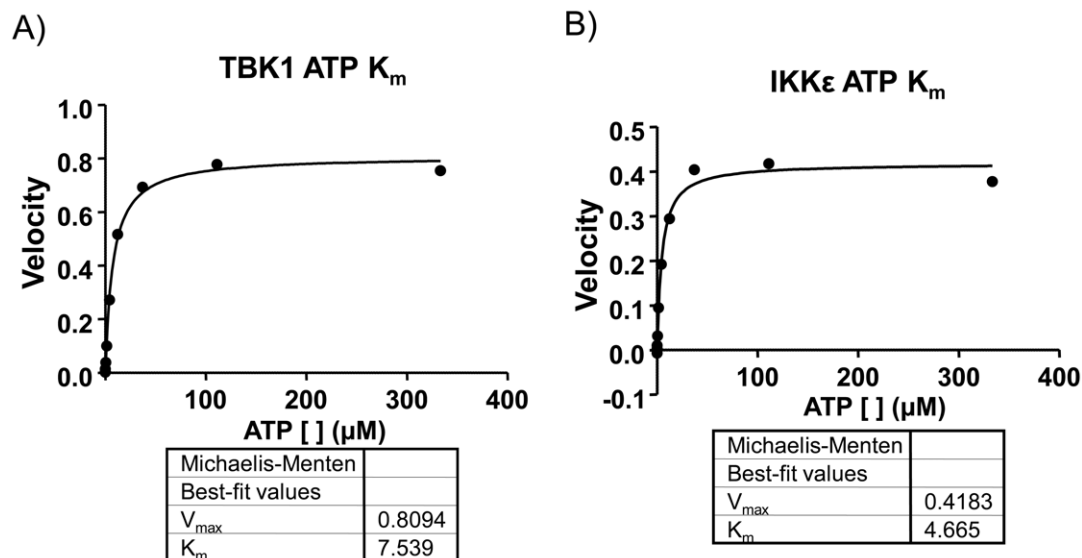 A)
TBK1 ATP Km
1.0
0.8
0.6
0.4
0.2
0.0
Velocity
0 100 200 300 400
ATP [ ] (µM)
Michaelis-Menten
Best-fit values
Vmax 0.8094
Km 7.539
B)
IKKε ATP Km
0.5
0.4
0.3
0.2
0.1
0.0
-0.1
Velocity
100 200 300 400
ATP [ ] (µM)
Michaelis-Menten
Best-fit values
Vmax 0.4183
Km 4.665